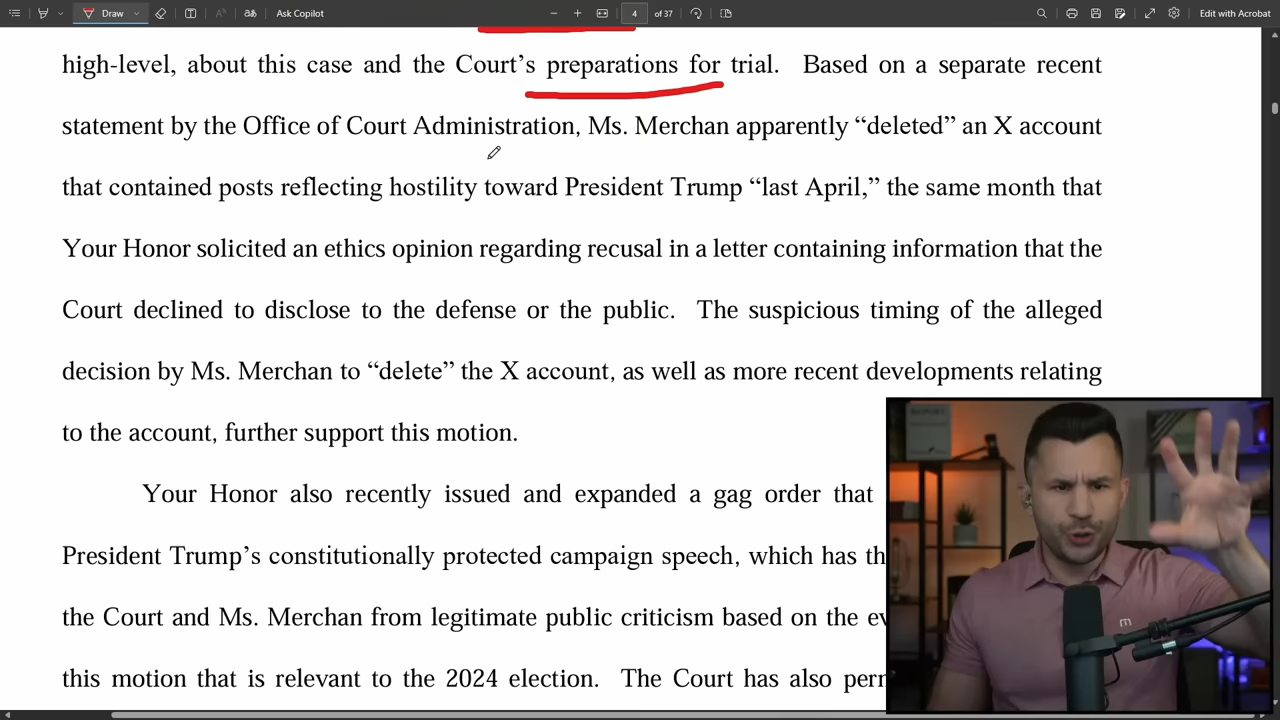 Draw
Ask Copilot
4 of 37
Edit with Acrobat
high-level, about this case and the Court’s preparations for trial. Based on a separate recent
statement by the Office of Court Administration, Ms. Merchan apparently “deleted” an X account
that contained posts reflecting hostility toward President Trump “last April,” the same month that
Your Honor solicited an ethics opinion regarding recusal in a letter containing information that the
Court declined to disclose to the defense or the public. The suspicious timing of the alleged
decision by Ms. Merchan to “delete” the X account, as well as more recent developments relating
to the account, further support this motion.
Your Honor also recently issued and expanded a gag order that
President Trump’s constitutionally protected campaign speech, which has
the Court and Ms. Merchan from legitimate public criticism based on the
this motion that is relevant to the 2024 election. The Court has also